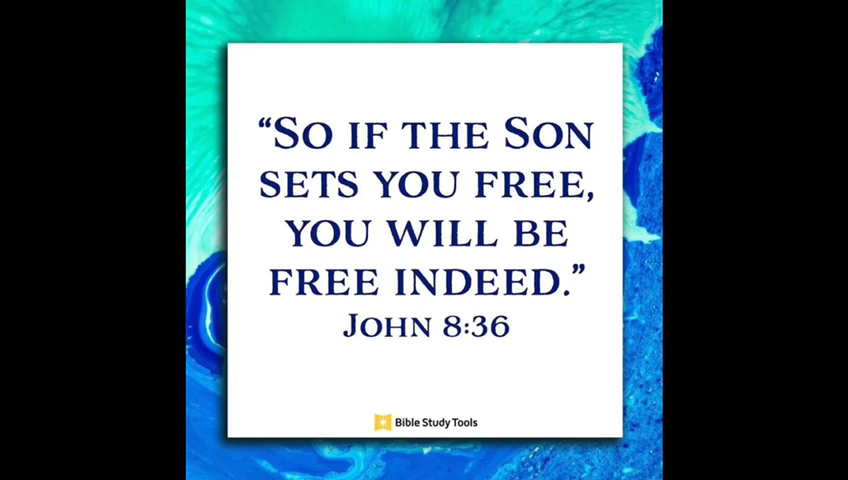 “So if the Son
sets you free,
you will be
free indeed.”
John 8:36
Bible Study Tools